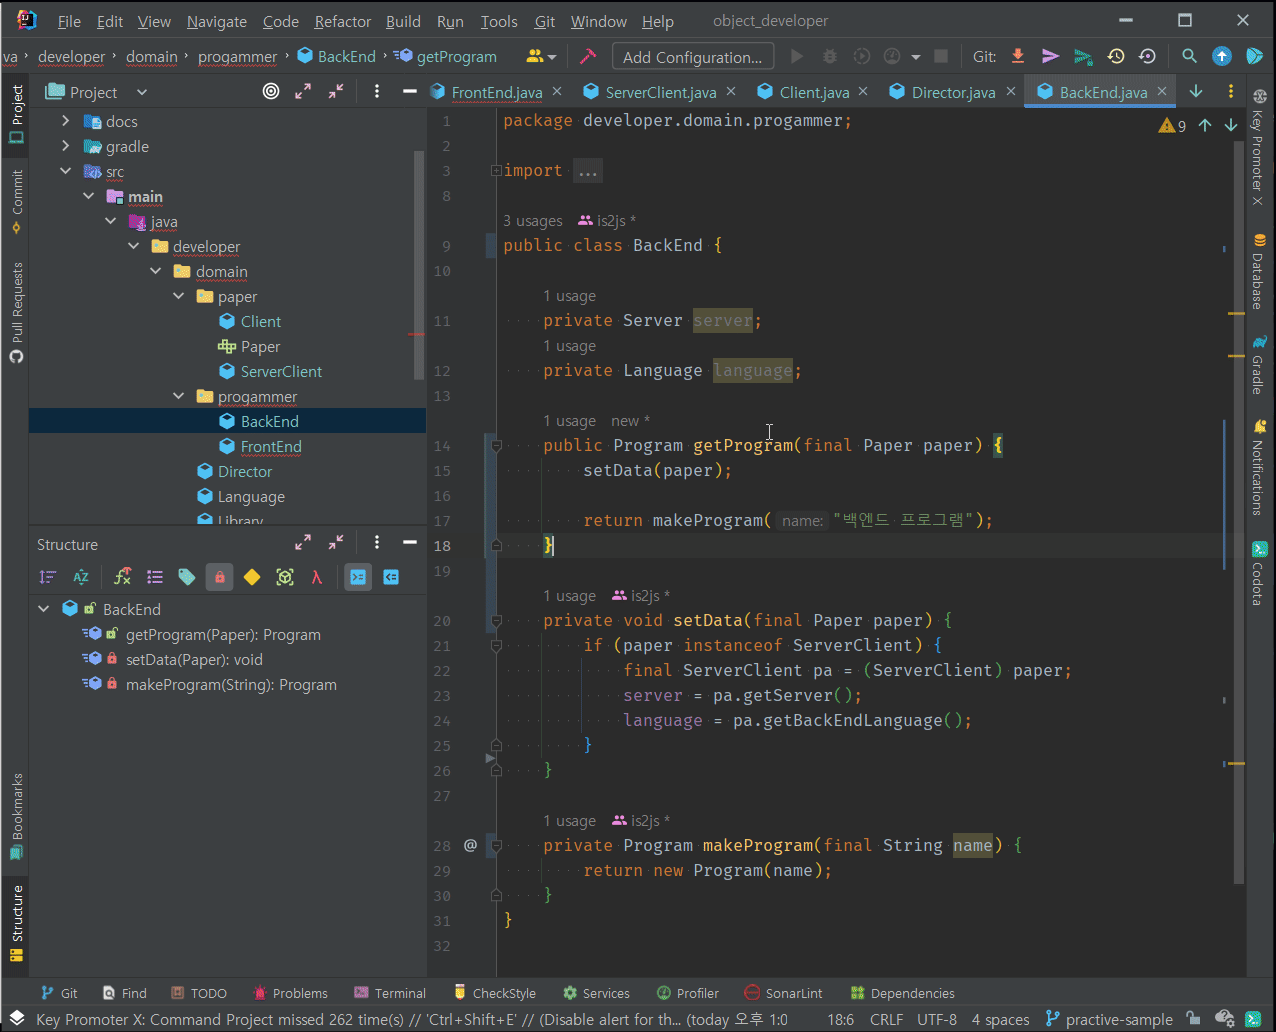 File Edit View Navigate Code Refactor Build Run Tools Git Window Help object_developer
va developer domain progammer BackEnd getProgram Add Configuration... Git:
Project
FrontEnd.java ServerClient.java Client.java Director.java BackEnd.java
Project
Commit
Pull Requests
Bookmarks
Structure
docs
gradle
src
main
java
developer
domain
paper
Client
Paper
ServerClient
progammer
BackEnd
FrontEnd
Director
Language
Library
Structure
BackEnd
getProgram(Paper): Program
setData(Paper): void
makeProgram(String): Program
9
1 package developer.domain.progammer;
2
3 import ...
8
3 usages is2js *
9 public class BackEnd {
10
1 usage
11 private Server server;
1 usage
12 private Language language;
13
1 usage new *
14 public Program getProgram(final Paper paper) {
15 setData(paper);
16
17 return makeProgram( name: "백엔드 프로그램");
18 }
19
1 usage is2js *
20 private void setData(final Paper paper) {
21 if (paper instanceof ServerClient) {
22 final ServerClient pa = (ServerClient) paper;
23 server = pa.getServer();
24 language = pa.getBackEndLanguage();
25 }
26 }
27
1 usage is2js *
28 @ private Program makeProgram(final String name) {
29 return new Program(name);
30 }
31 }
32
Key Promoter X
Database
Gradle
Notifications
Codota
Git Find TODO Problems Terminal CheckStyle Services Profiler SonarLint Dependencies
Key Promoter X: Command Project missed 262 time(s) // 'Ctrl+Shift+E' // (Disable alert for th... (today 오후 1:0 18:6 CRLF UTF-8 4 spaces practive-sample